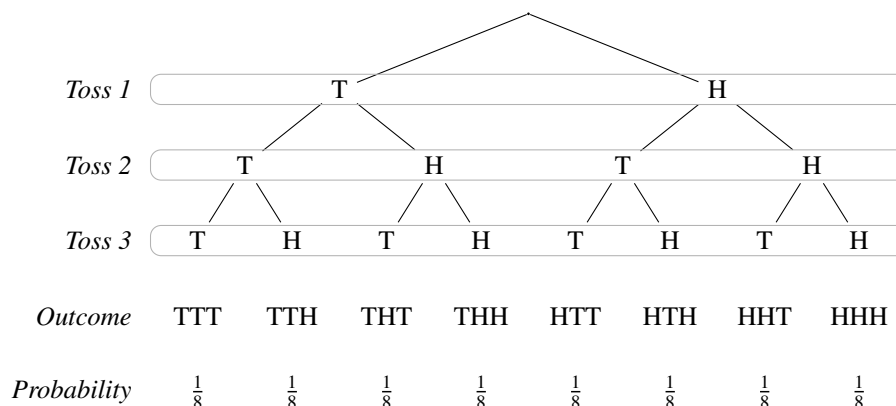 Toss 1 T H
Toss 2 T H T H
Toss 3 T H T H T H T H
Outcome TTT TTH THT THH HTT HTH HHT HHH
Probability 1/8 1/8 1/8 1/8 1/8 1/8 1/8 1/8